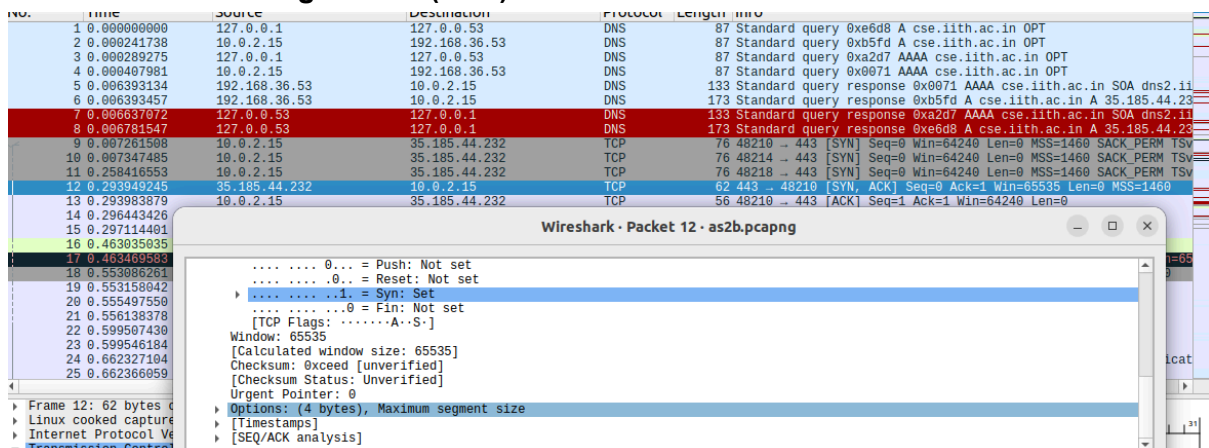 No. Time Source Destination Protocol Length Info
1 0.000000000 127.0.0.1 127.0.0.53 DNS 87 Standard query 0xe6d8 A cse.iith.ac.in OPT
2 0.000241738 10.0.2.15 192.168.36.53 DNS 87 Standard query 0xb5fd A cse.iith.ac.in OPT
3 0.000289275 127.0.0.1 127.0.0.53 DNS 87 Standard query 0xa2d7 AAAA cse.iith.ac.in OPT
4 0.000407981 10.0.2.15 192.168.36.53 DNS 87 Standard query 0x0071 AAAA cse.iith.ac.in OPT
5 0.006393134 192.168.36.53 10.0.2.15 DNS 133 Standard query response 0x0071 AAAA cse.iith.ac.in SOA dns2.ii
6 0.006393457 192.168.36.53 10.0.2.15 DNS 173 Standard query response 0xb5fd A cse.iith.ac.in A 35.185.44.23
7 0.006637072 127.0.0.53 127.0.0.1 DNS 133 Standard query response 0xa2d7 AAAA cse.iith.ac.in SOA dns2.ii
8 0.006781547 127.0.0.53 127.0.0.1 DNS 173 Standard query response 0xe6d8 A cse.iith.ac.in A 35.185.44.23
9 0.007261508 10.0.2.15 35.185.44.232 TCP 76 48210 → 443 [SYN] Seq=0 Win=64240 Len=0 MSS=1460 SACK_PERM TSv
10 0.007347485 10.0.2.15 35.185.44.232 TCP 76 48214 → 443 [SYN] Seq=0 Win=64240 Len=0 MSS=1460 SACK_PERM TSv
11 0.258416553 10.0.2.15 35.185.44.232 TCP 76 48218 → 443 [SYN] Seq=0 Win=64240 Len=0 MSS=1460 SACK_PERM TSv
12 0.293949245 35.185.44.232 10.0.2.15 TCP 62 443 → 48210 [SYN, ACK] Seq=0 Ack=1 Win=65535 Len=0 MSS=1460
13 0.293983879 10.0.2.15 35.185.44.232 TCP 56 48210 → 443 [ACK] Seq=1 Ack=1 Win=64240 Len=0
14 0.296443426
15 0.297114401
16 0.463035035
17 0.463469583 n=65
18 0.553086261
19 0.553158042
20 0.555497550
21 0.556138378
22 0.599507430
23 0.599546184
24 0.662327104 icat
25 0.662366059
Wireshark · Packet 12 · as2b.pcapng
.... .... 0... = Push: Not set
.... .... .0.. = Reset: Not set
.... .... ..1. = Syn: Set
.... .... ...0 = Fin: Not set
[TCP Flags: ·······A··S·]
Window: 65535
[Calculated window size: 65535]
Checksum: 0xceed [unverified]
[Checksum Status: Unverified]
Urgent Pointer: 0
Options: (4 bytes), Maximum segment size
[Timestamps]
[SEQ/ACK analysis]
Frame 12: 62 bytes
Linux cooked capture
Internet Protocol Ve
Transmission Control
31